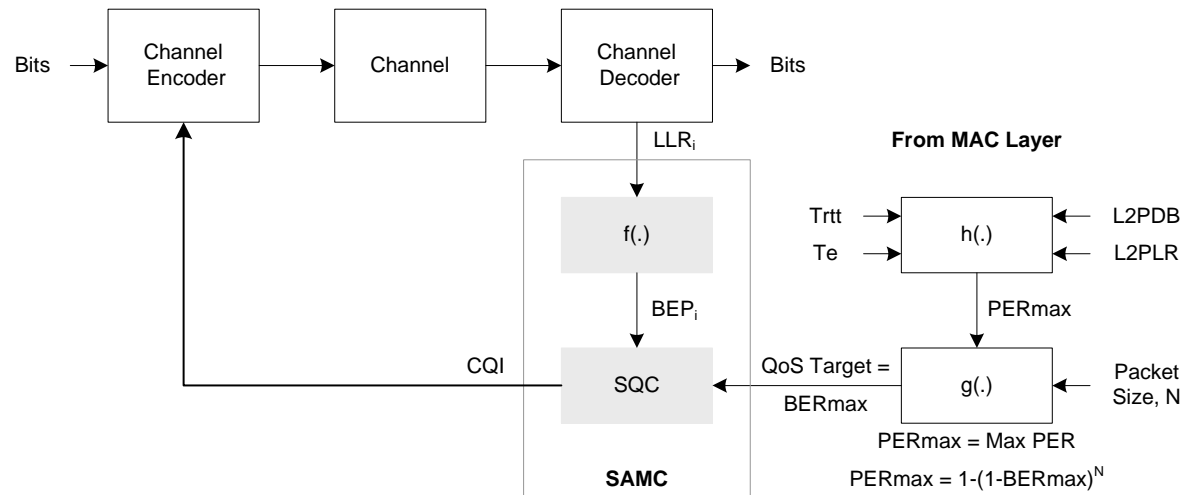 Bits
Channel
Encoder
Channel
Channel
Decoder
Bits
LLRi
From MAC Layer
Trtt
Te
f(.)
h(.)
L2PDB
L2PLR
BEPi
PERmax
CQI
SQC
QoS Target =
BERmax
g(.)
Packet
Size, N
PERmax = Max PER
SAMC
PERmax = 1-(1-BERmax)^N